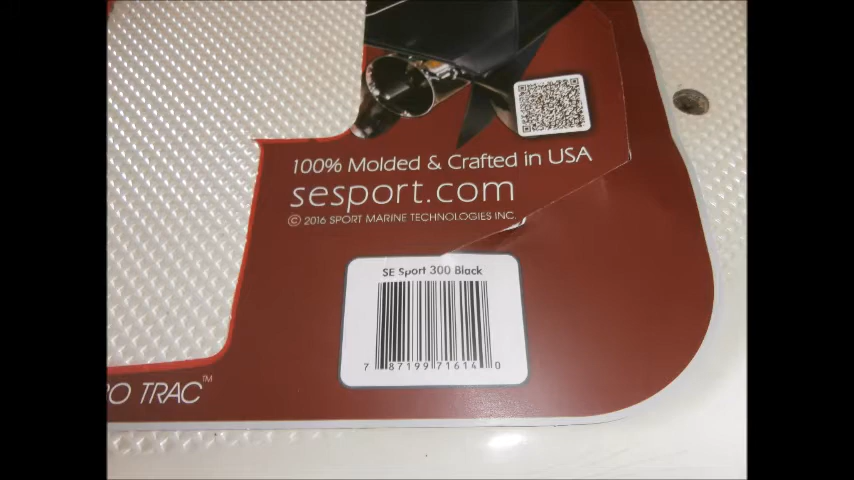 100% Molded & Crafted in USA
sesport.com
© 2016 SPORT MARINE TECHNOLOGIES INC.
SE Sport 300 Black
7 87199 71614 0
TRAC™